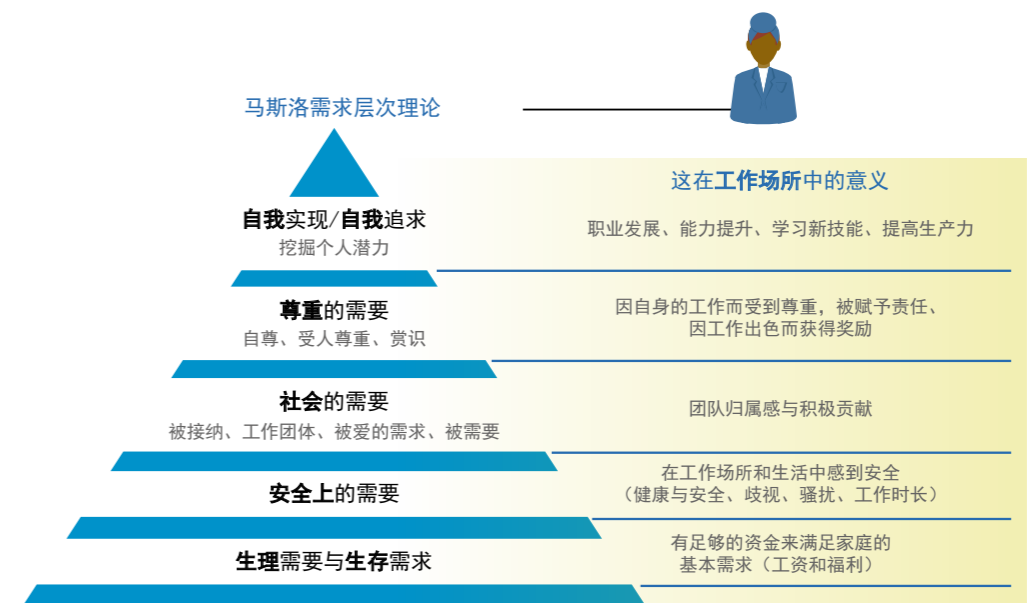 马斯洛需求层次理论
这在工作场所中的意义
自我实现/自我追求
挖掘个人潜力
职业发展、能力提升、学习新技能、提高生产力
尊重的需要
自尊、受人尊重、赏识
因自身的工作而受到尊重，被赋予责任、
因工作出色而获得奖励
社会的需要
被接纳、工作团体、被爱的需求、被需要
团队归属感与积极贡献
安全上的需要
在工作场所和生活中感到安全
（健康与安全、歧视、骚扰、工作时长）
生理需要与生存需求
有足够的资金来满足家庭的
基本需求（工资和福利）